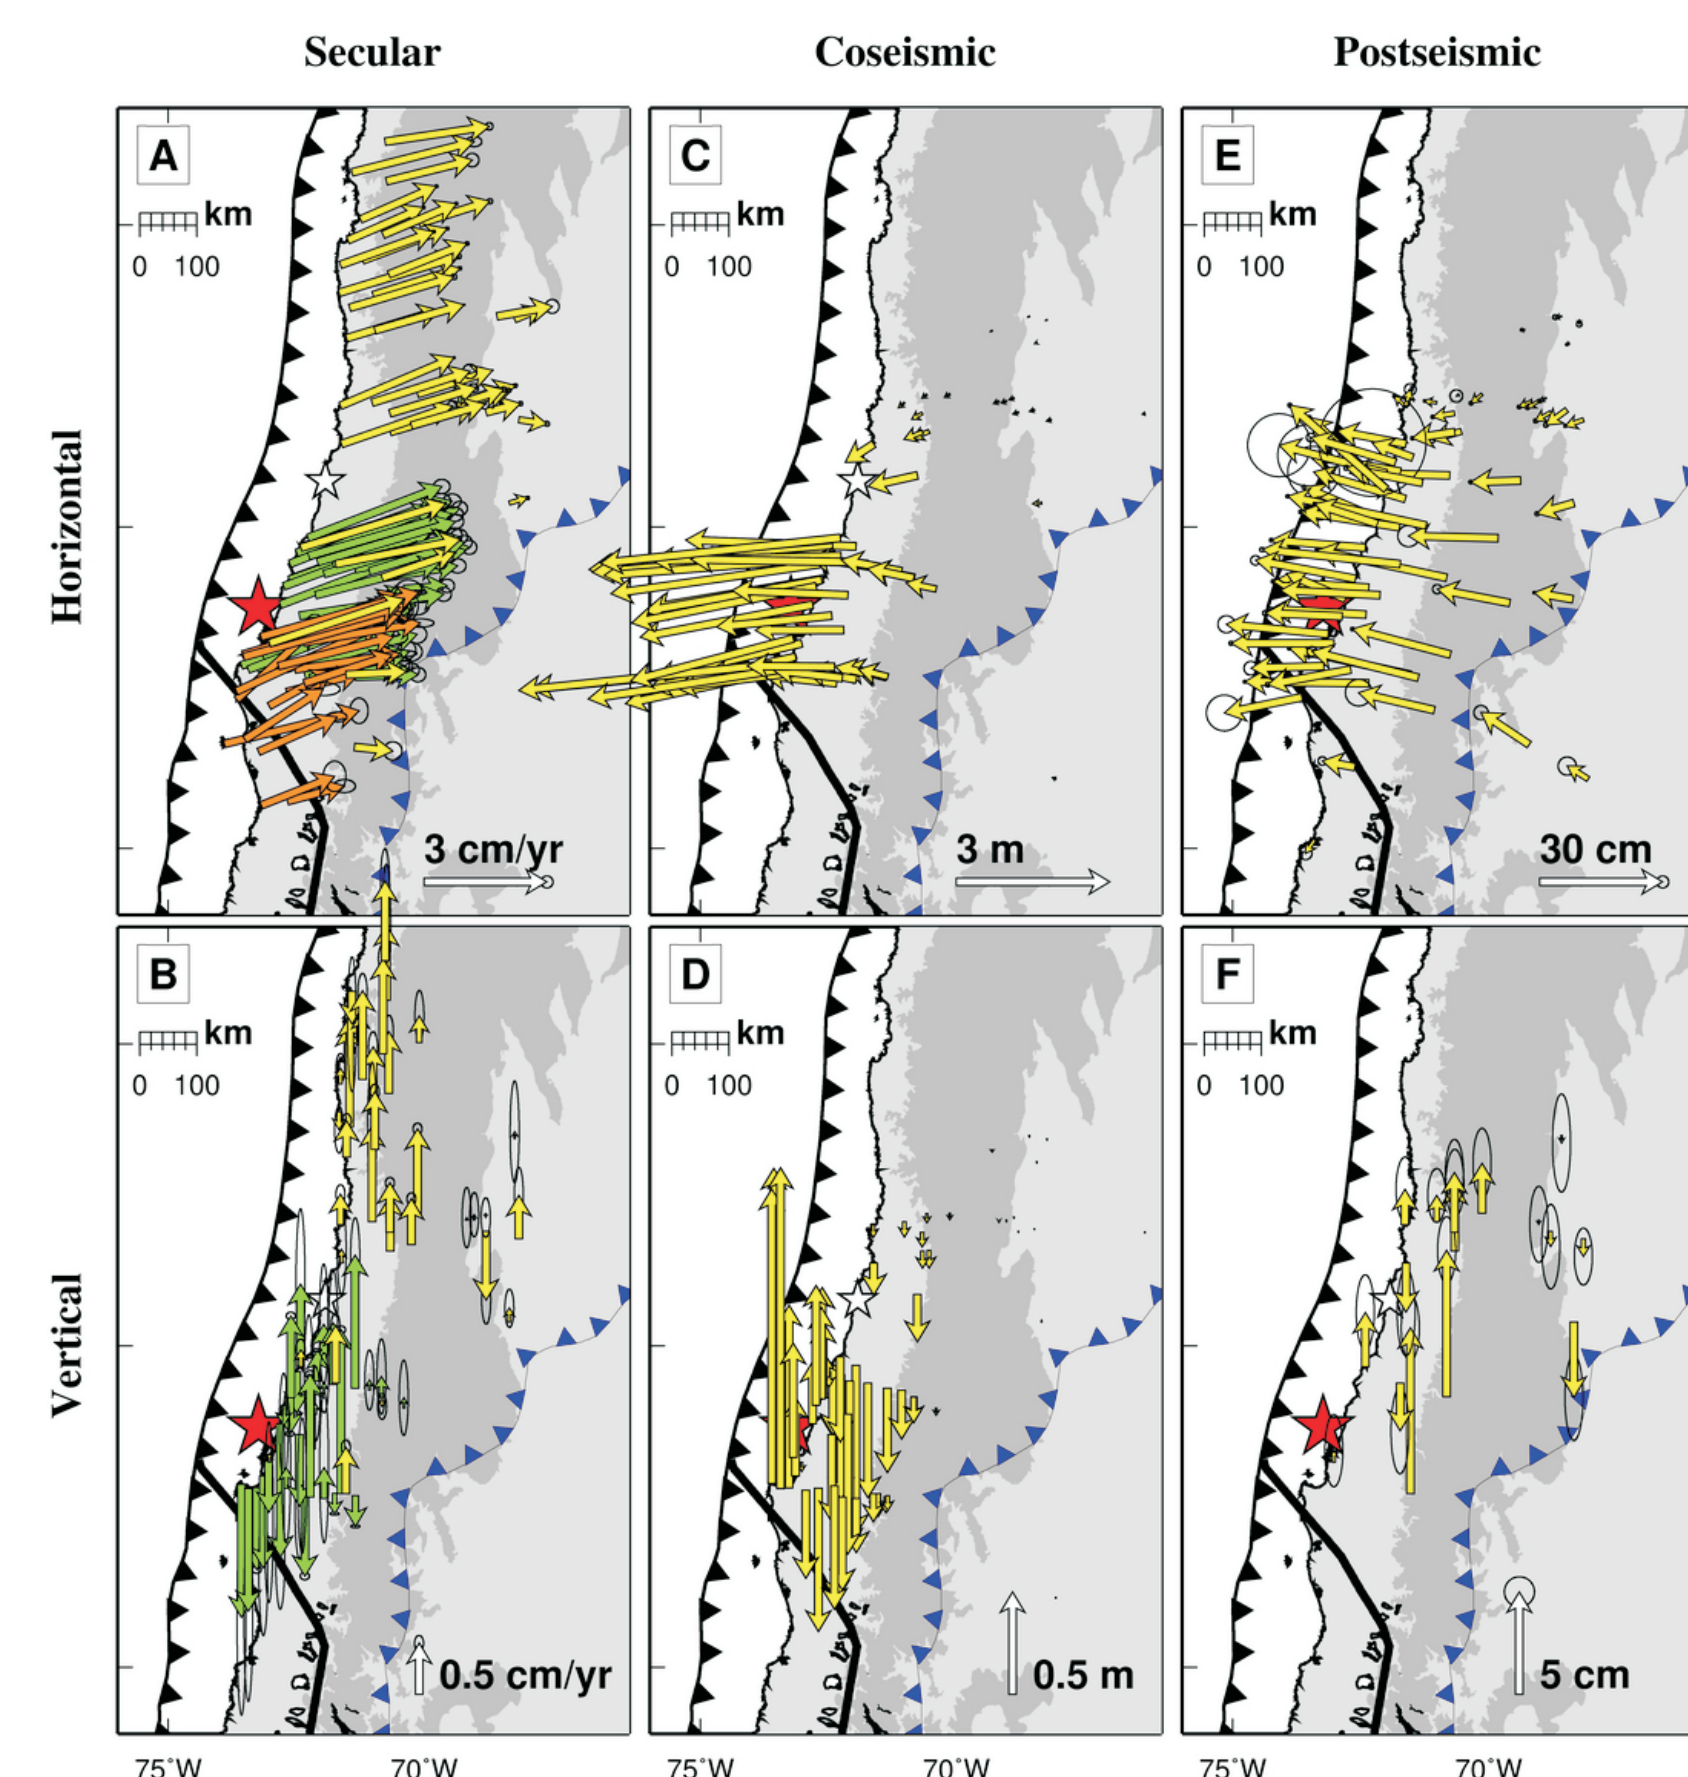 Secular Coseismic Postseismic
Horizontal
A
km
0 100
3 cm/yr
C
km
0 100
3 m
E
km
0 100
30 cm
Vertical
B
km
0 100
0.5 cm/yr
D
km
0 100
0.5 m
F
km
0 100
5 cm
75°W 70°W 75°W 70°W 75°W 70°W